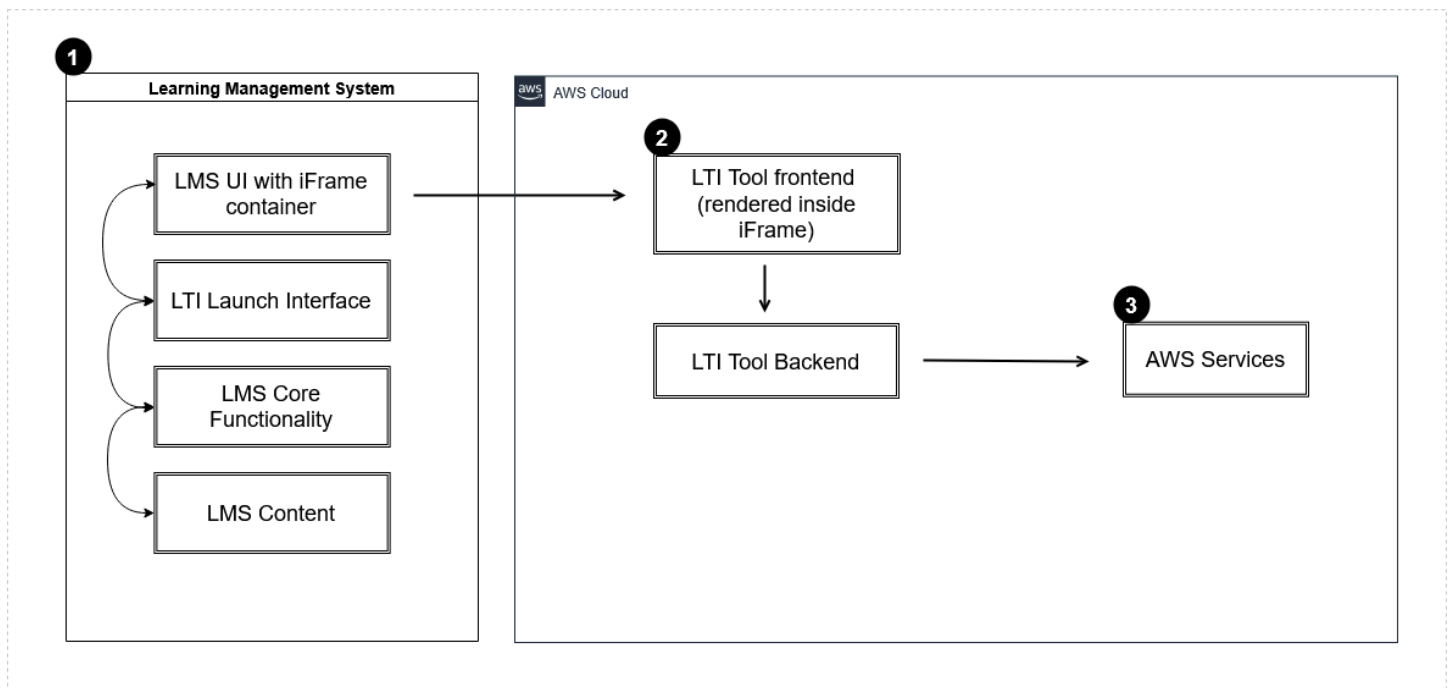 1
Learning Management System
LMS UI with iFrame
container
LTI Launch Interface
LMS Core
Functionality
LMS Content
aws
AWS Cloud
2
LTI Tool frontend
(rendered inside
iFrame)
LTI Tool Backend
3
AWS Services